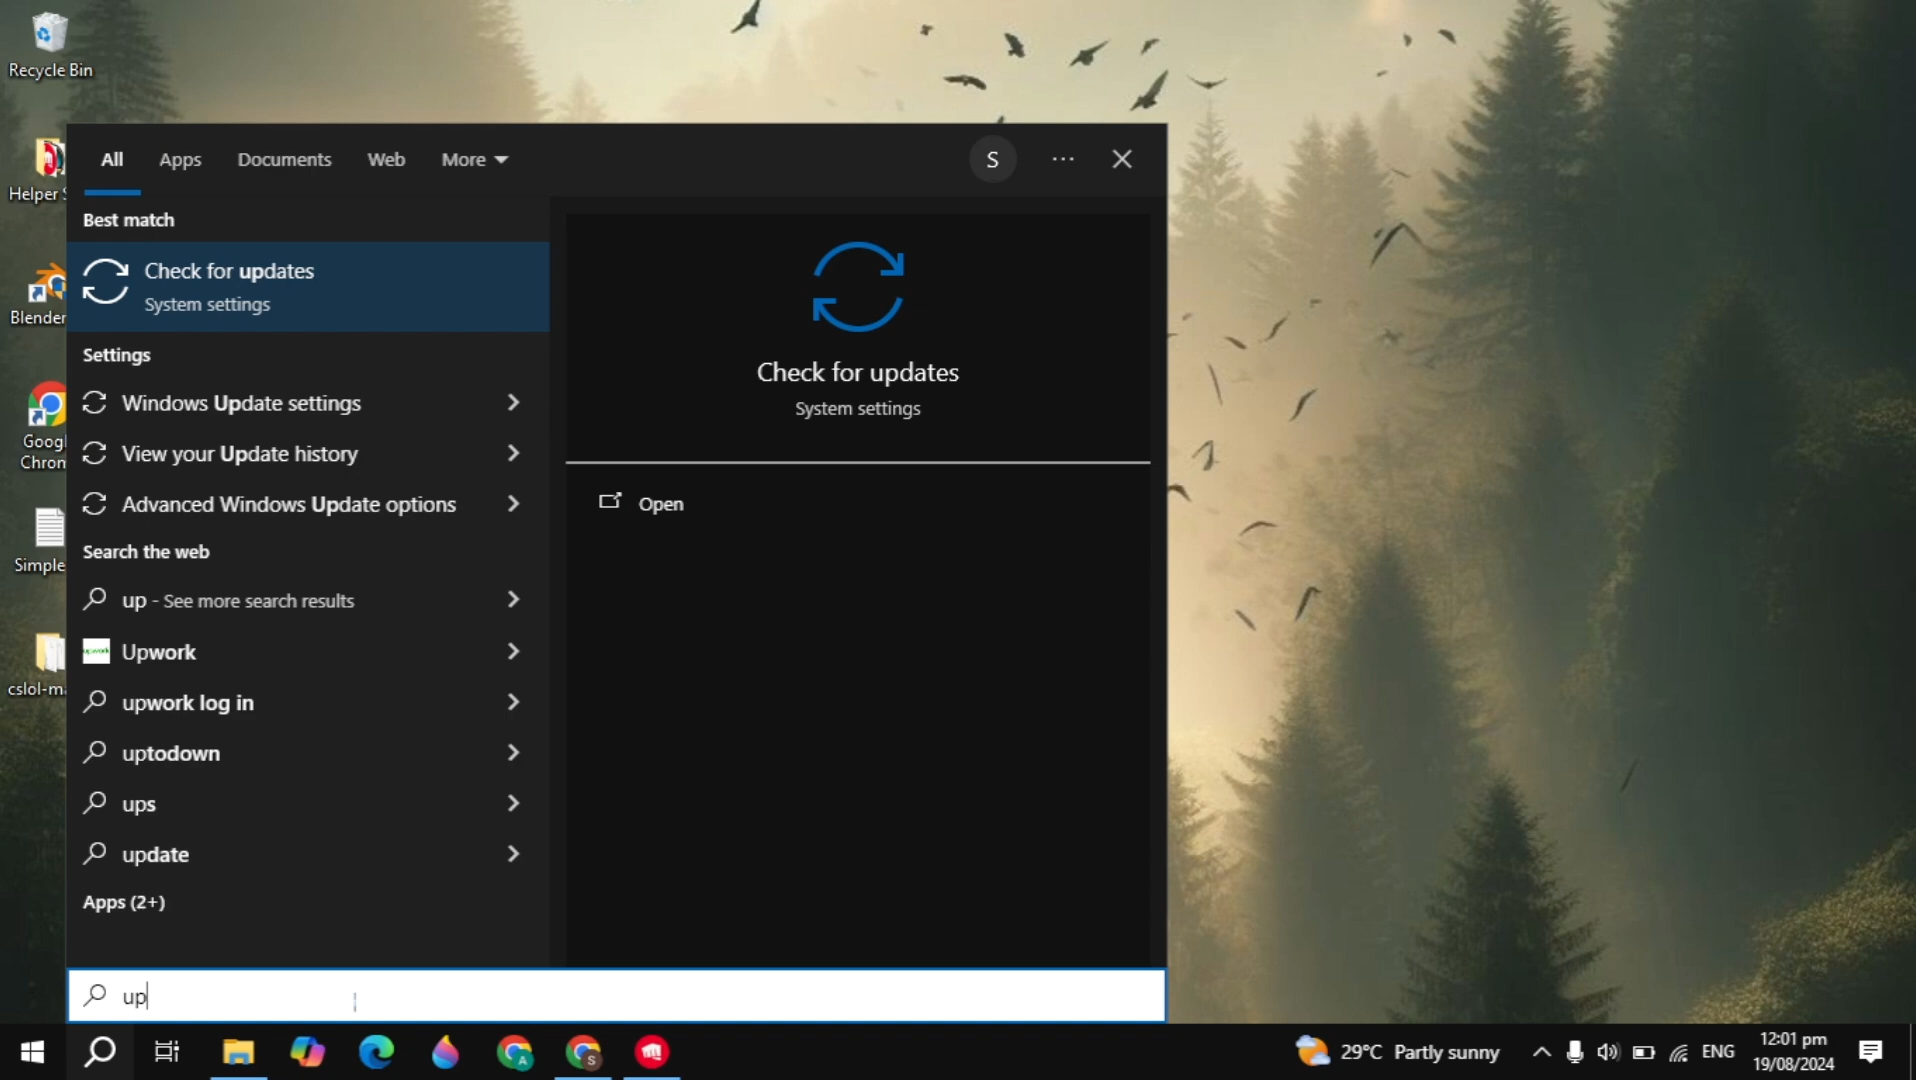 Recycle Bin
Helper S
Blender
Googl
Chrom
Simple
cslol-ma
All
Apps
Documents
Web
More
S
Best match
Check for updates
System settings
Settings
Windows Update settings
View your Update history
Advanced Windows Update options
Search the web
up - See more search results
upwork
Upwork
upwork log in
uptodown
ups
update
Apps (2+)
Check for updates
System settings
Open
up
A
S
29°C Partly sunny
ENG
12:01 pm
19/08/2024